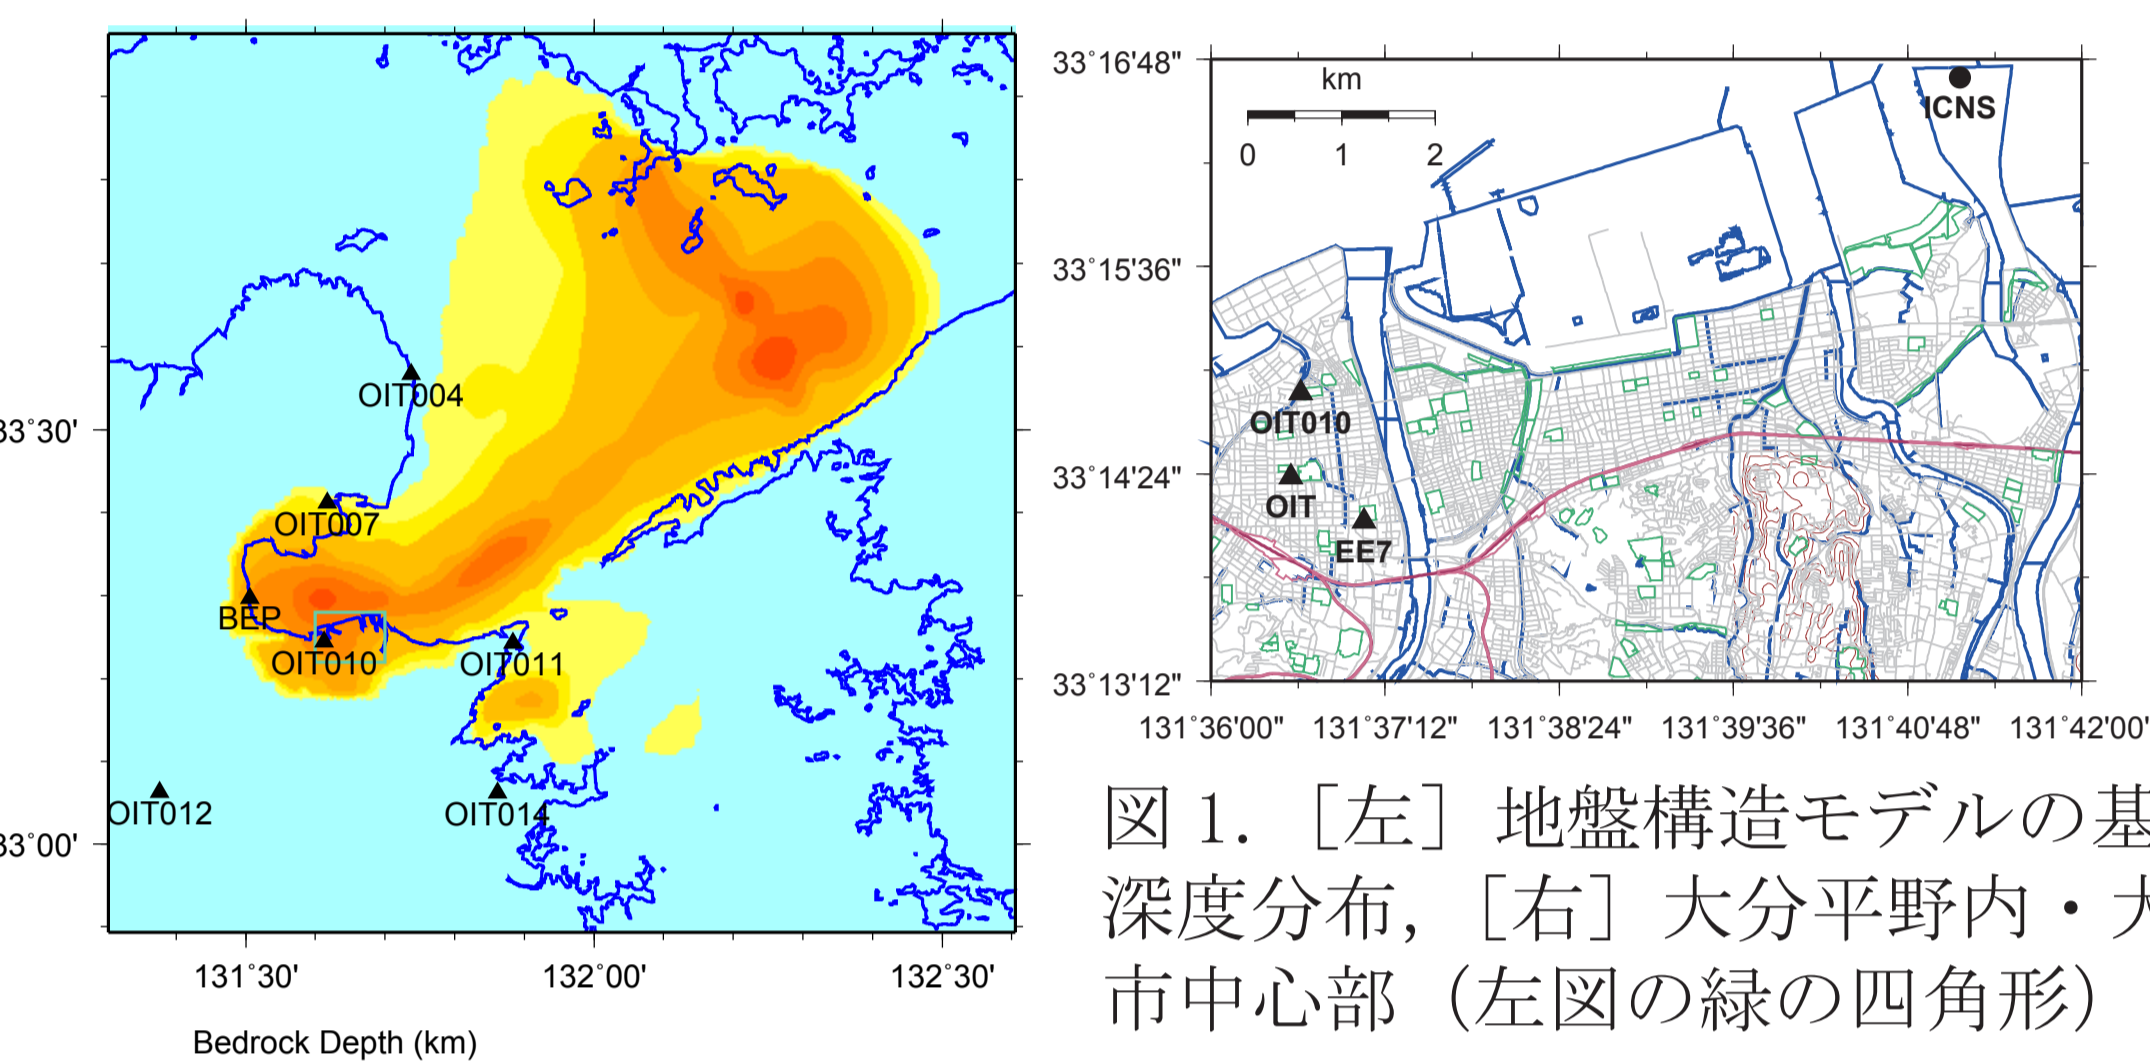 OIT004
OIT007
BEP
OIT010
OIT011
OIT012
OIT014
33˚30'
33˚00'
131˚30'
132˚00'
132˚30'
Bedrock Depth (km)
km
0 1 2
ICNS
OIT010
OIT
EE7
33˚16'48"
33˚15'36"
33˚14'24"
33˚13'12"
131˚36'00" 131˚37'12" 131˚38'24" 131˚39'36" 131˚40'48" 131˚42'00"
図 1. ［左］ 地盤構造モデルの基
深度分布, ［右］ 大分平野内・大
市中心部（左図の緑の四角形）